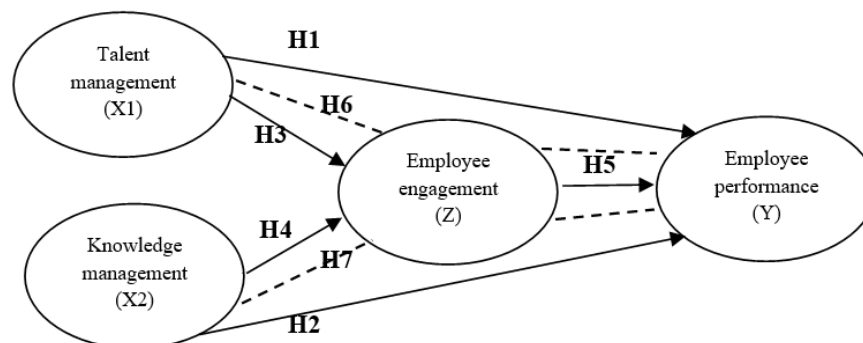 H1
Talent
management
(X1)
H6
H3
Employee
engagement
(Z)
H5
Employee
performance
(Y)
H4
Knowledge
management
(X2)
H7
H2